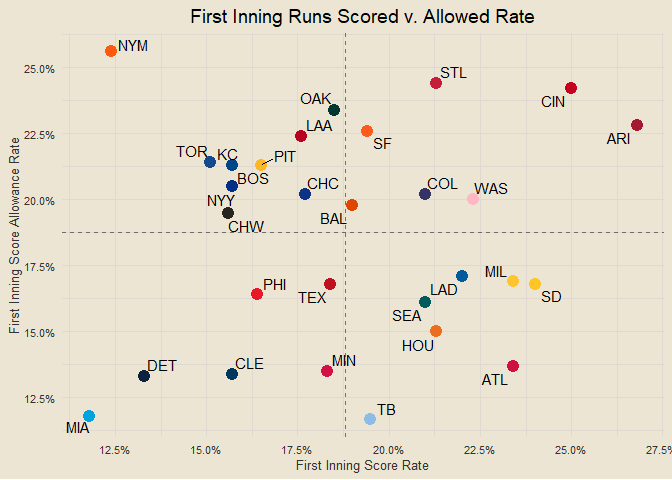 First Inning Runs Scored v. Allowed Rate
NYM
25.0%
STL
CIN
OAK
LAA
ARI
22.5%
SF
TOR
KC
PIT
BOS
CHC
COL
WAS
20.0%
NYY
CHW
BAL
17.5%
PHI
TEX
LAD
MIL
SD
SEA
15.0%
HOU
DET
CLE
MIN
ATL
12.5%
TB
MIA
First Inning Score Allowance Rate
12.5%
15.0%
17.5%
20.0%
22.5%
25.0%
27.5%
First Inning Score Rate